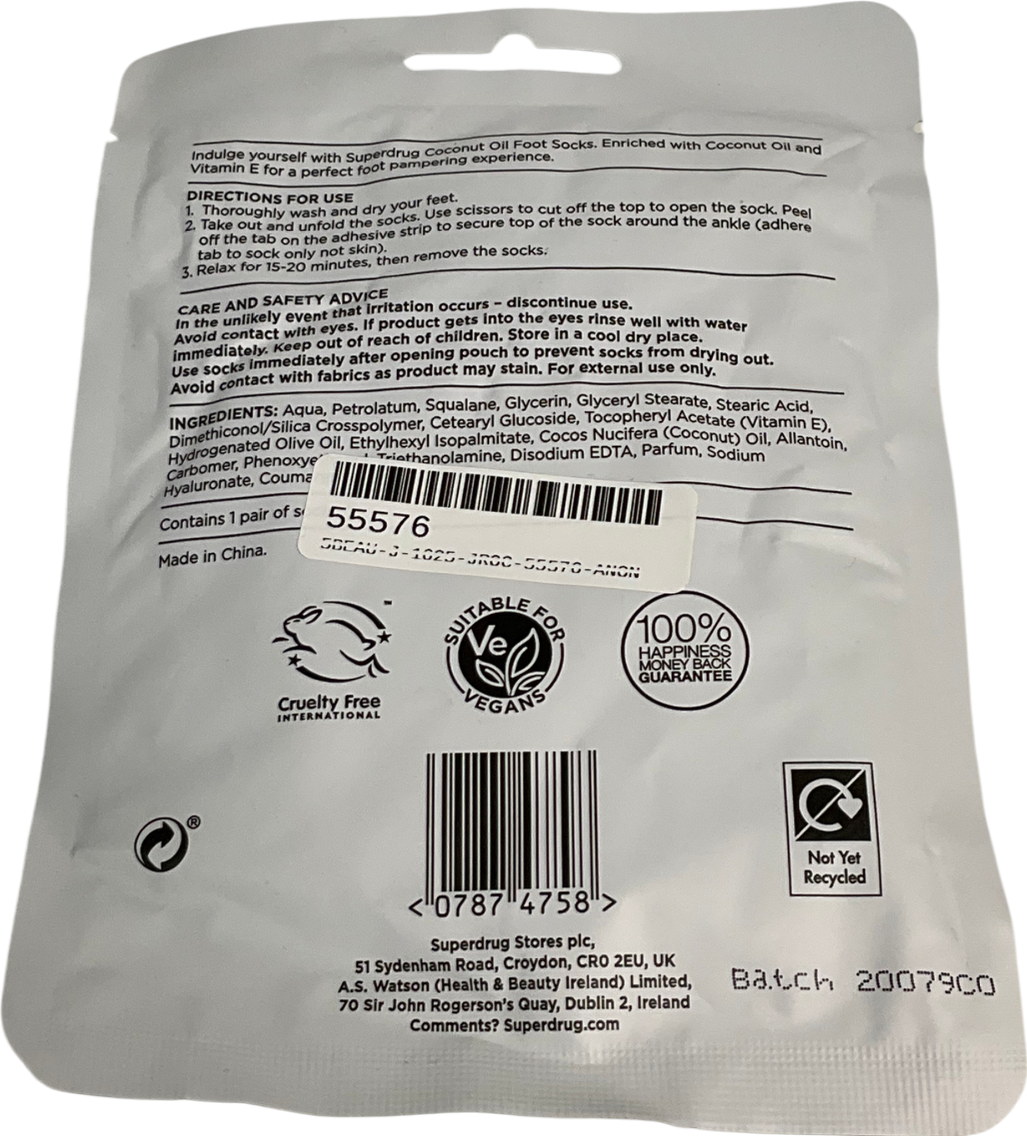 Indulge yourself with Superdrug Coconut Oil Foot Socks. Enriched with Coconut Oil and
Vitamin E for a perfect foot pampering experience.
DIRECTIONS FOR USE
1. Thoroughly wash and dry your feet.
2. Take out and unfold the socks. Use scissors to cut off the top to open the sock. Peel
off the tab on the adhesive strip to secure top of the sock around the ankle (adhere
tab to sock only not skin).
3. Relax for 15-20 minutes, then remove the socks.
CARE AND SAFETY ADVICE
In the unlikely event that irritation occurs – discontinue use.
Avoid contact with eyes. If product gets into the eyes rinse well with water
immediately. Keep out of reach of children. Store in a cool dry place.
Use socks immediately after opening pouch to prevent socks from drying out.
Avoid contact with fabrics as product may stain. For external use only.
INGREDIENTS: Aqua, Petrolatum, Squalane, Glycerin, Glyceryl Stearate, Stearic Acid,
Dimethiconol/Silica Crosspolymer, Cetearyl Glucoside, Tocopheryl Acetate (Vitamin E),
Hydrogenated Olive Oil, Ethylhexyl Isopalmitate, Cocos Nucifera (Coconut) Oil, Allantoin,
Carbomer, Triethanolamine, Disodium EDTA, Parfum, Sodium
Hyaluronate,
Contains 1 pair of
55576
5BEAU-J-1025-JROC-55576-ANON
Made in China.
™
Cruelty Free
INTERNATIONAL
SUITABLE FOR
Ve
VEGANS
100%
HAPPINESS
MONEY BACK
GUARANTEE
®
Not Yet
Recycled
<0787 4758>
Superdrug Stores plc,
51 Sydenham Road, Croydon, CR0 2EU, UK
A.S. Watson (Health & Beauty Ireland) Limited,
70 Sir John Rogerson's Quay, Dublin 2, Ireland
Comments? Superdrug.com
Batch 20079C0